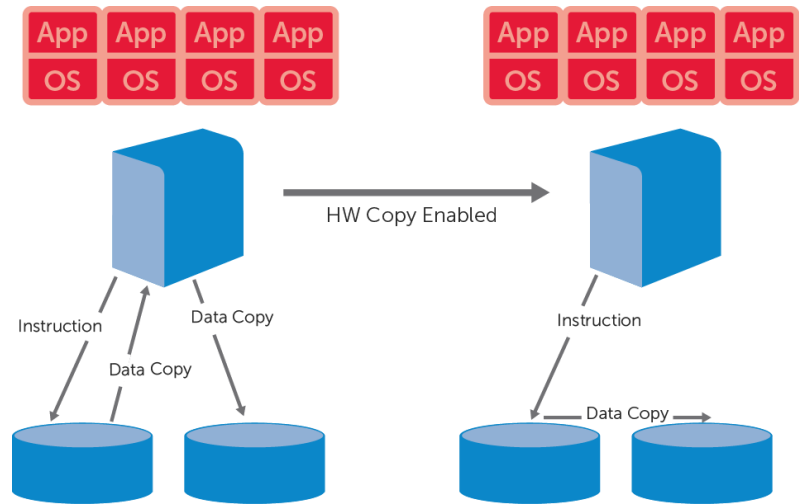 App App App App
OS OS OS OS
App App App App
OS OS OS OS
HW Copy Enabled
Instruction
Data Copy
Data Copy
Instruction
Data Copy